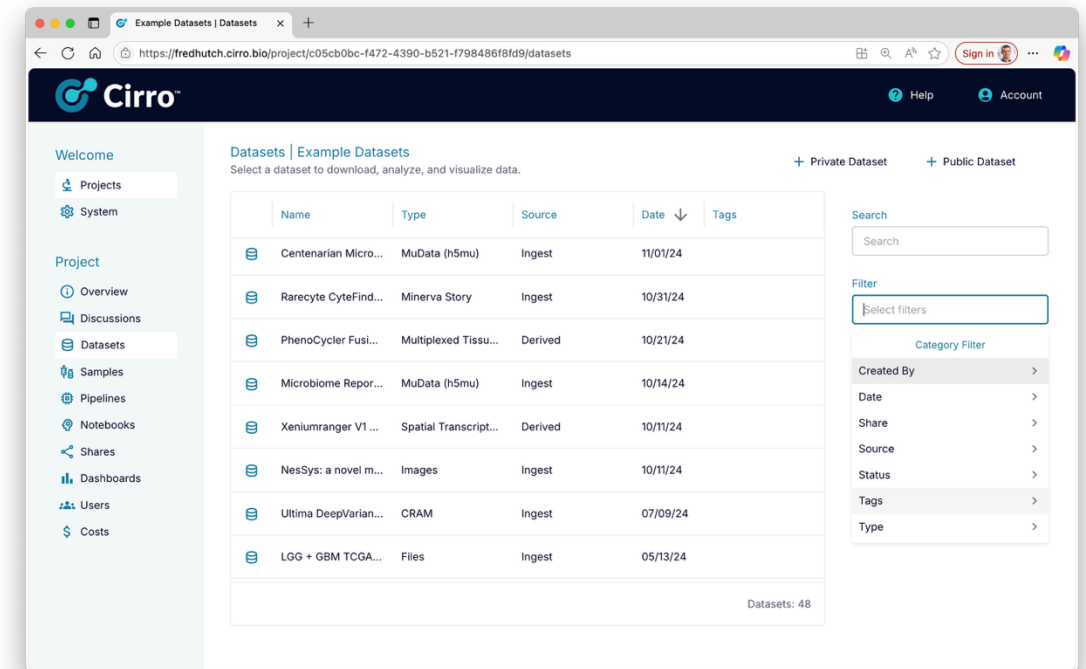 Example Datasets | Datasets
https://fredhutch.cirro.bio/project/c05cb0bc-f472-4390-b521-f798486f8fd9/datasets
Sign in
Cirro™
Help
Account
Welcome
Projects
System
Project
Overview
Discussions
Datasets
Samples
Pipelines
Notebooks
Shares
Dashboards
Users
Costs
Datasets | Example Datasets
Select a dataset to download, analyze, and visualize data.
+ Private Dataset
+ Public Dataset
Name Type Source Date Tags
Centenarian Micro... MuData (h5mu) Ingest 11/01/24
Rarecyte CyteFind... Minerva Story Ingest 10/31/24
PhenoCycler Fusi... Multiplexed Tissu... Derived 10/21/24
Microbiome Repor... MuData (h5mu) Ingest 10/14/24
Xeniumranger V1 ... Spatial Transcript... Derived 10/11/24
NesSys: a novel m... Images Ingest 10/11/24
Ultima DeepVarian... CRAM Ingest 07/09/24
LGG + GBM TCGA... Files Ingest 05/13/24
Datasets: 48
Search
Search
Filter
Select filters
Category Filter
Created By
Date
Share
Source
Status
Tags
Type